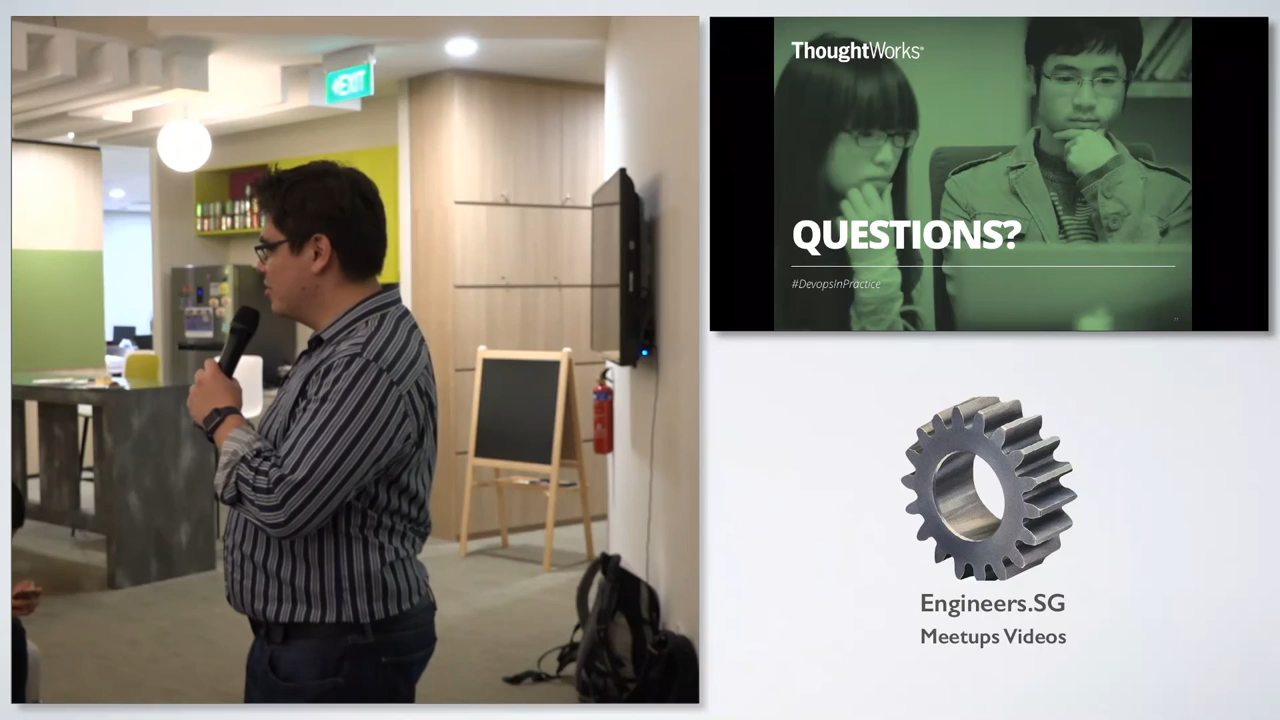 EXIT
ThoughtWorks®
QUESTIONS?
#DevopsInPractice
Engineers.SG
Meetups Videos